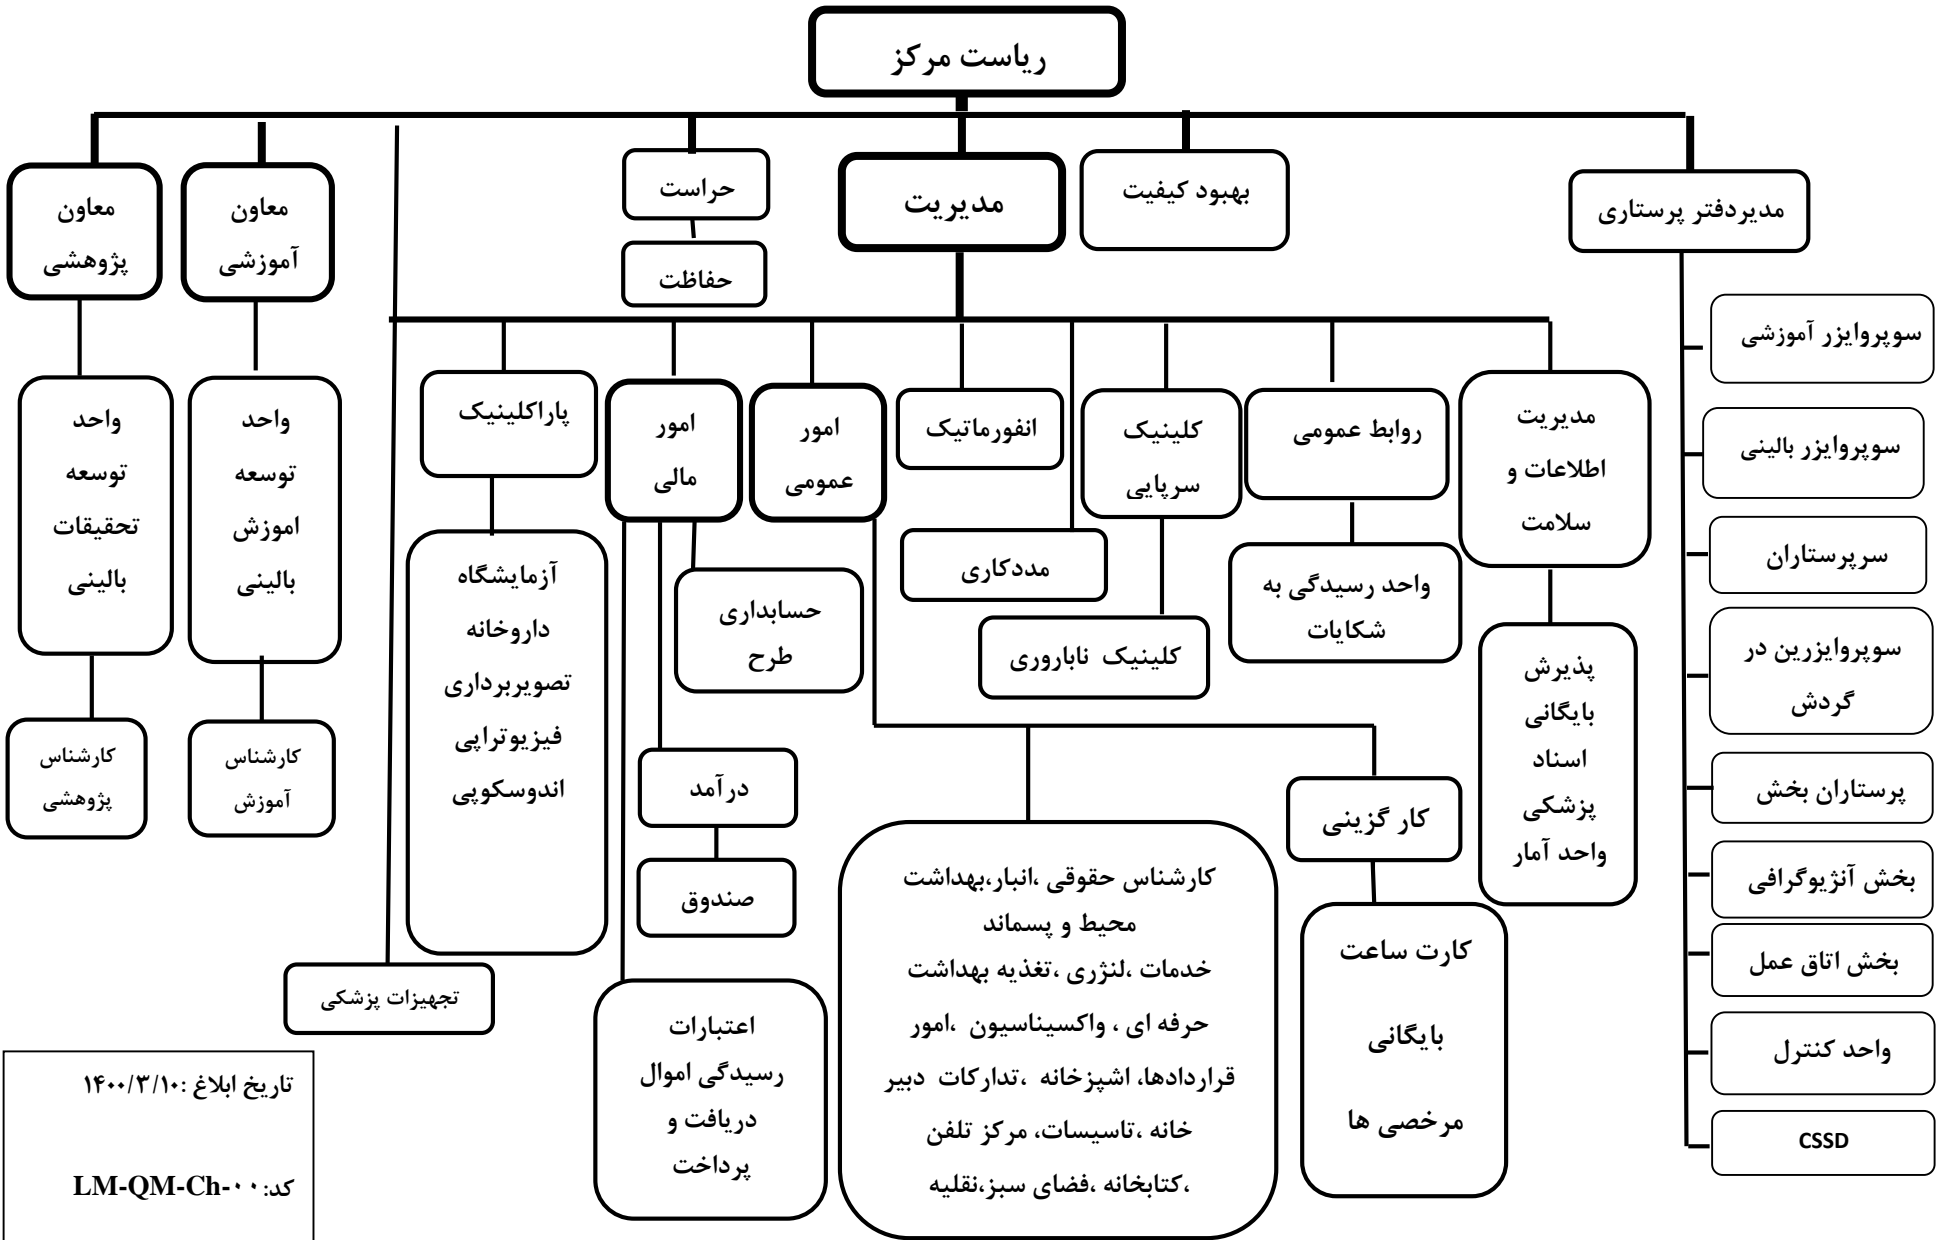 ریاست مرکز
مدیردفتر پرستاری
بهبود کیفیت
مدیریت
حراست
حفاظت
معاون
آموزشی
معاون
پژوهشی
سوپروایزر آموزشی
سوپروایزر بالینی
سرپرستاران
سوپروایزرین در
گردش
پرستاران بخش
بخش آنژیوگرافی
بخش اتاق عمل
واحد کنترل
CSSD
مدیریت
اطلاعات و
سلامت
پذیرش
بایگانی
اسناد
پزشکی
واحد آمار
روابط عمومی
واحد رسیدگی به
شکایات
کلینیک
سرپایی
کلینیک ناباروری
انفورماتیک
مددکاری
امور
عمومی
کار گزینی
کارت ساعت
بایگانی
مرخصی ها
کارشناس حقوقی ،انبار،بهداشت
محیط و پسماند
خدمات ،لنژری ،تغذیه بهداشت
حرفه ای ، واکسیناسیون ،امور
قراردادها، اشپزخانه ،تدارکات دبیر
خانه ،تاسیسات، مرکز تلفن
،کتابخانه ،فضای سبز،نقلیه
امور
مالی
حسابداری
طرح
درآمد
صندوق
اعتبارات
رسیدگی اموال
دریافت و
پرداخت
پاراکلینیک
آزمایشگاه
داروخانه
تصویربرداری
فیزیوتراپی
اندوسکوپی
تجهیزات پزشکی
واحد
توسعه
اموزش
بالینی
کارشناس
آموزش
واحد
توسعه
تحقیقات
بالینی
کارشناس
پژوهشی
تاریخ ابلاغ :۱۴۰۰/۳/۱۰
کد: LM-QM-Ch-۰۰